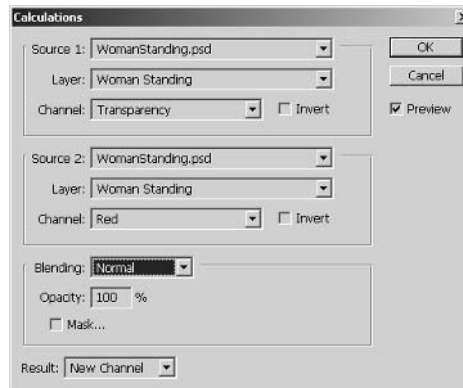 Calculations
Source 1: WomanStanding.psd
OK
Layer: Woman Standing
Cancel
Channel: Transparency
Invert
Preview
Source 2: WomanStanding.psd
Layer: Woman Standing
Channel: Red
Invert
Blending: Normal
Opacity: 100 %
Mask...
Result: New Channel